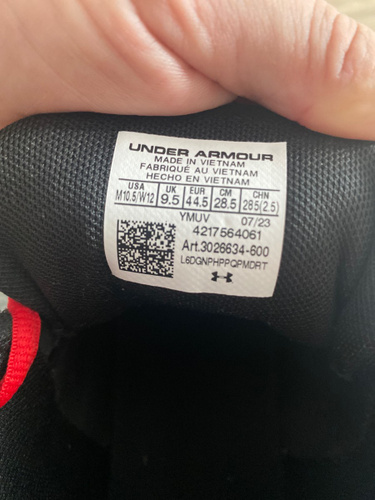 UNDER ARMOUR
MADE IN VIETNAM
FABRIQUÉ AU VIETNAM
HECHO EN VIETNAM
USA UK EUR CM CHN
M10.5/W12 9.5 44.5 28.5 285(2.5)
YMUV 07/23
4217564061
Art.3026634-600
L6DGNPHPPQPMDRT